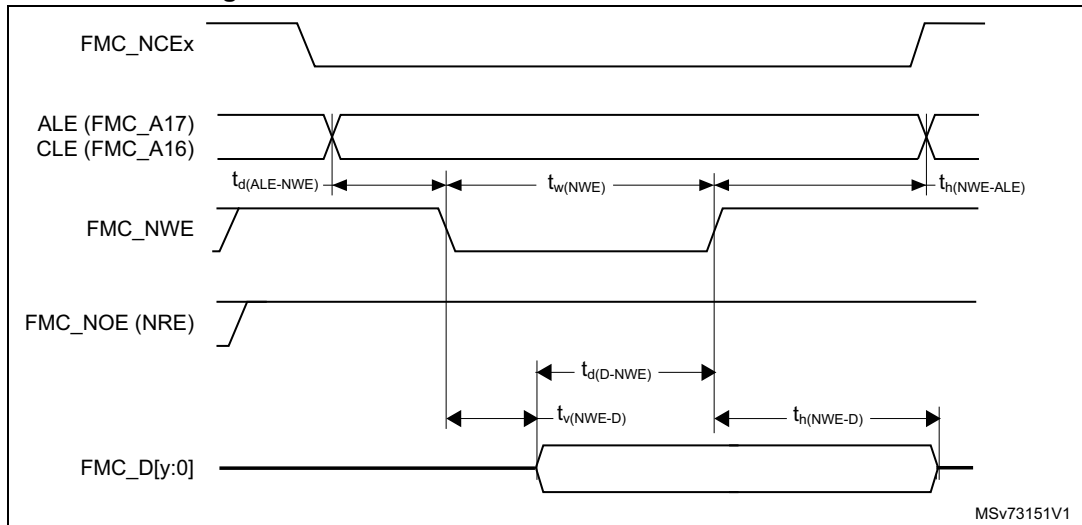 FMC_NCEx
ALE (FMC_A17)
CLE (FMC_A16)
td(ALE-NWE)
tw(NWE)
th(NWE-ALE)
FMC_NWE
FMC_NOE (NRE)
td(D-NWE)
tv(NWE-D)
th(NWE-D)
FMC_D[y:0]
MSv73151V1